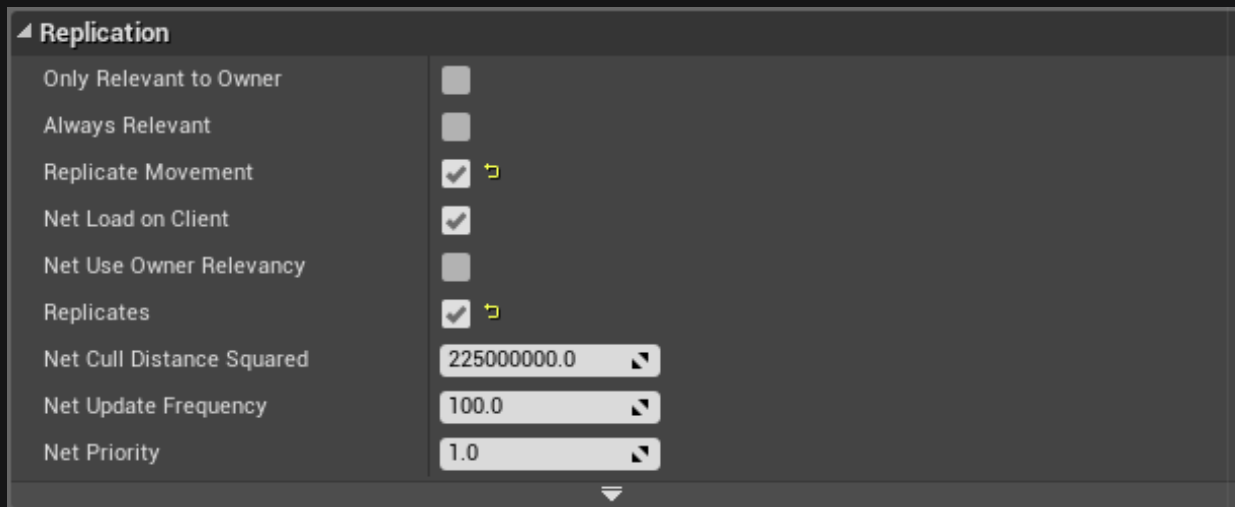 Replication
Only Relevant to Owner
Always Relevant
Replicate Movement
Net Load on Client
Net Use Owner Relevancy
Replicates
Net Cull Distance Squared 225000000.0
Net Update Frequency 100.0
Net Priority 1.0